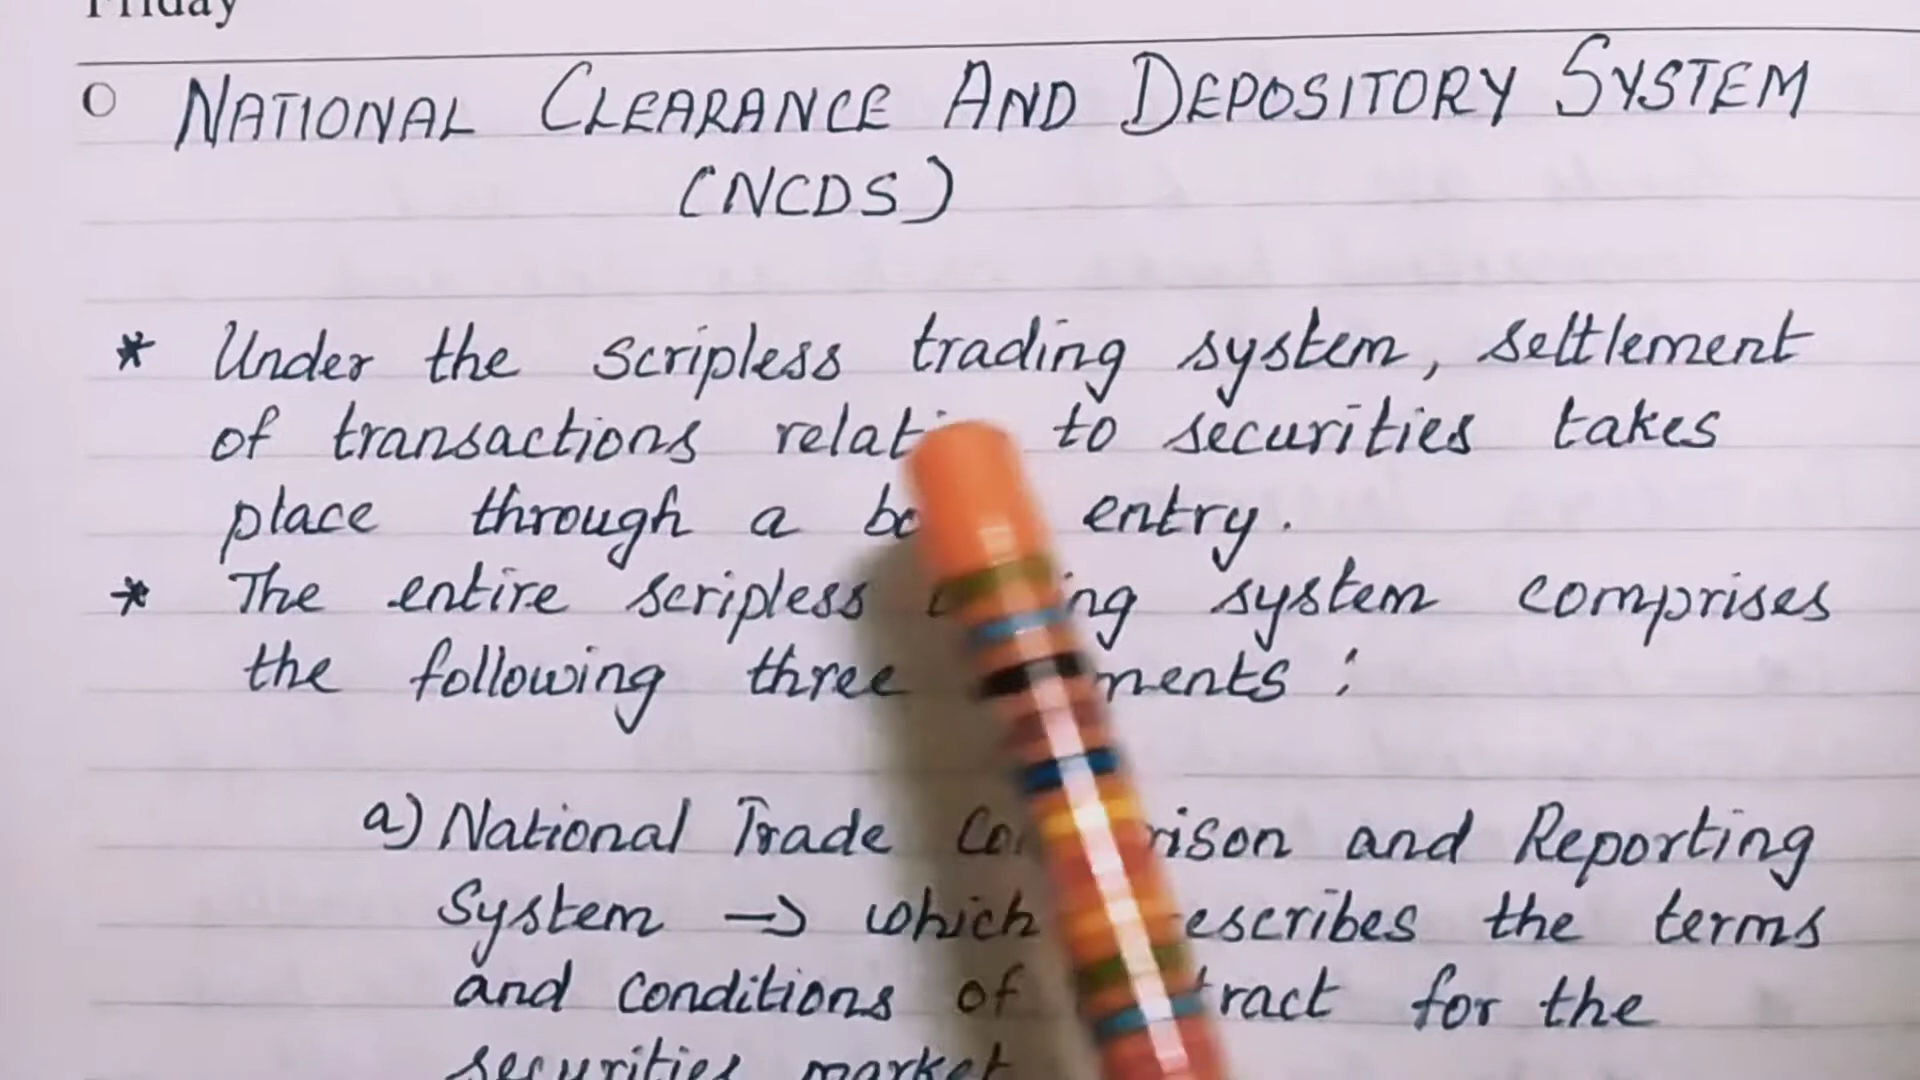 Friday
NATIONAL CLEARANCE AND DEPOSITORY SYSTEM
(NCDS)
* Under the scripless trading system, settlement
of transactions to securities takes
place through a entry.
* The entire scripless system comprises
the following three :
a) National Trade and Reporting
System → which the terms
and conditions of for the
securities market